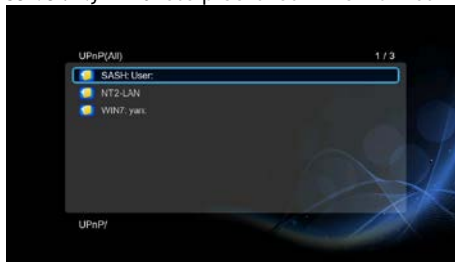 UPnP(All) 1 / 3
SASH: User:
NT2-LAN
WIN7: yan:
UPnP/